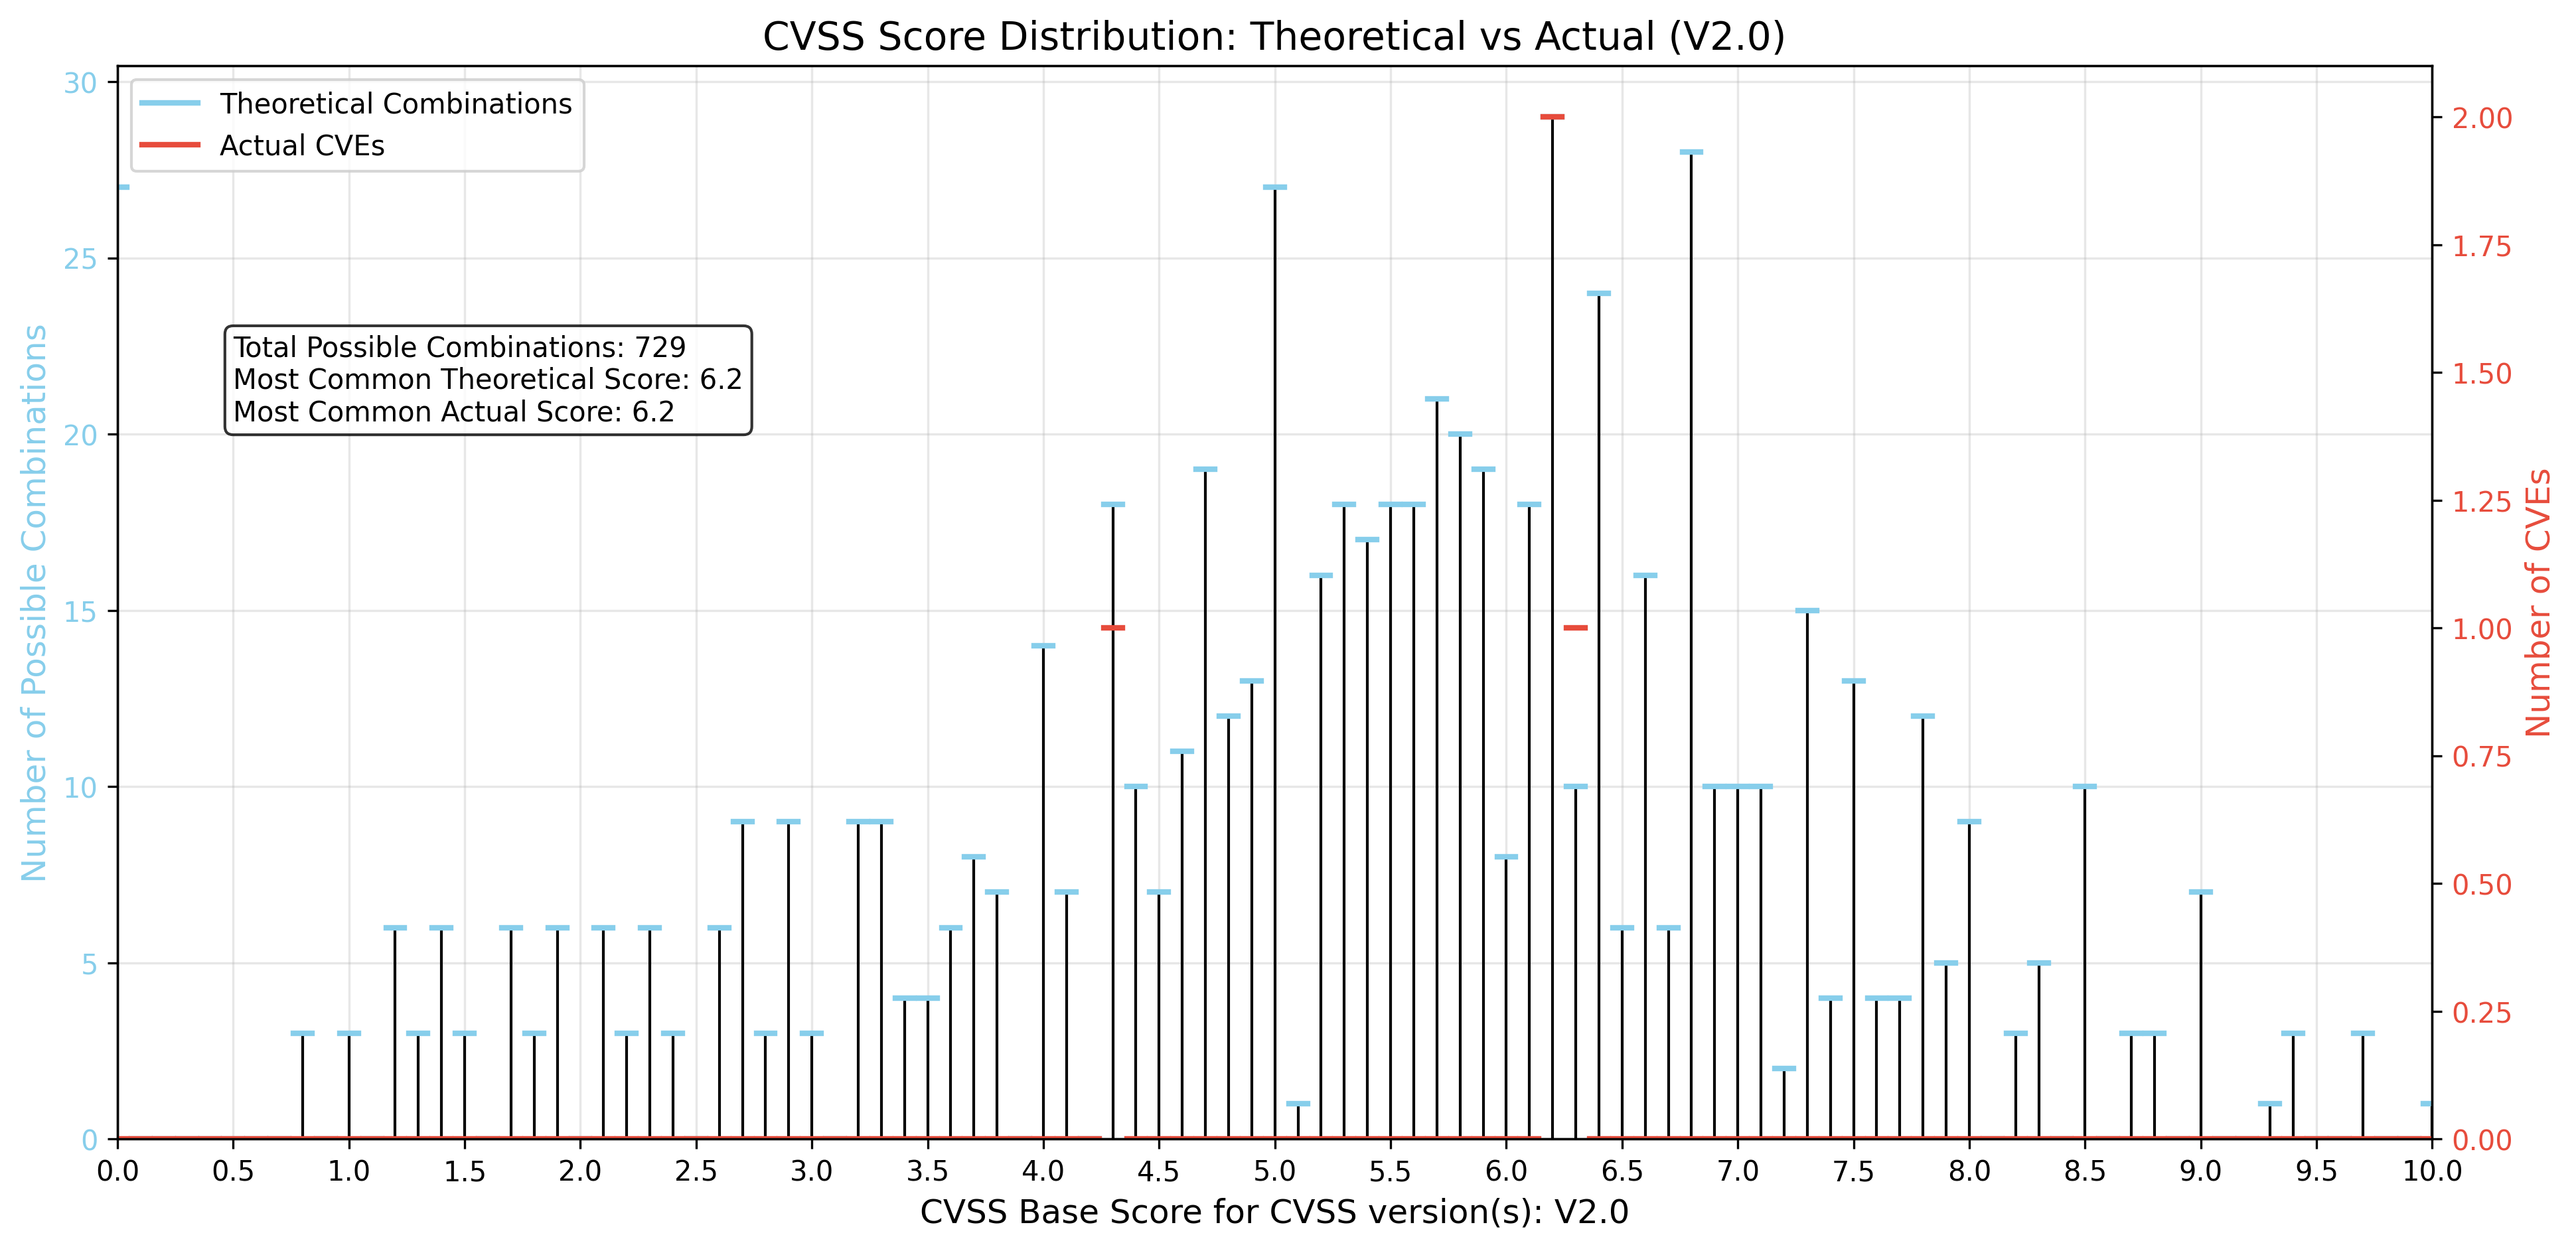 CVSS Score Distribution: Theoretical vs Actual (V2.0)
Theoretical Combinations
Actual CVEs
Total Possible Combinations: 729
Most Common Theoretical Score: 6.2
Most Common Actual Score: 6.2
Number of Possible Combinations
30
25
20
15
10
5
0
Number of CVEs
2.00
1.75
1.50
1.25
1.00
0.75
0.50
0.25
0.00
0.0 0.5 1.0 1.5 2.0 2.5 3.0 3.5 4.0 4.5 5.0 5.5 6.0 6.5 7.0 7.5 8.0 8.5 9.0 9.5 10.0
CVSS Base Score for CVSS version(s): V2.0